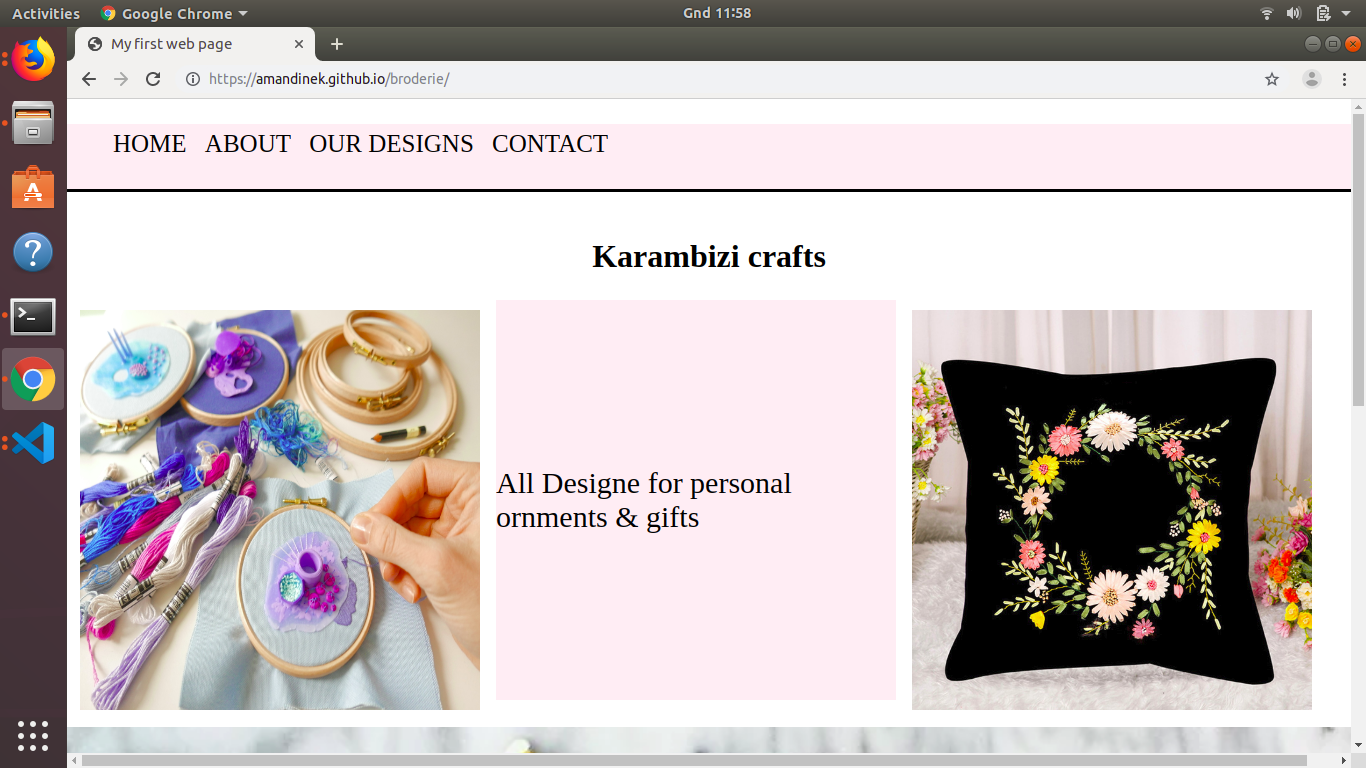 Activities Google Chrome Gnd 11:58
My first web page
https://amandinek.github.io/broderie/
HOME ABOUT OUR DESIGNS CONTACT
Karambizi crafts
All Designe for personal
ornments & gifts